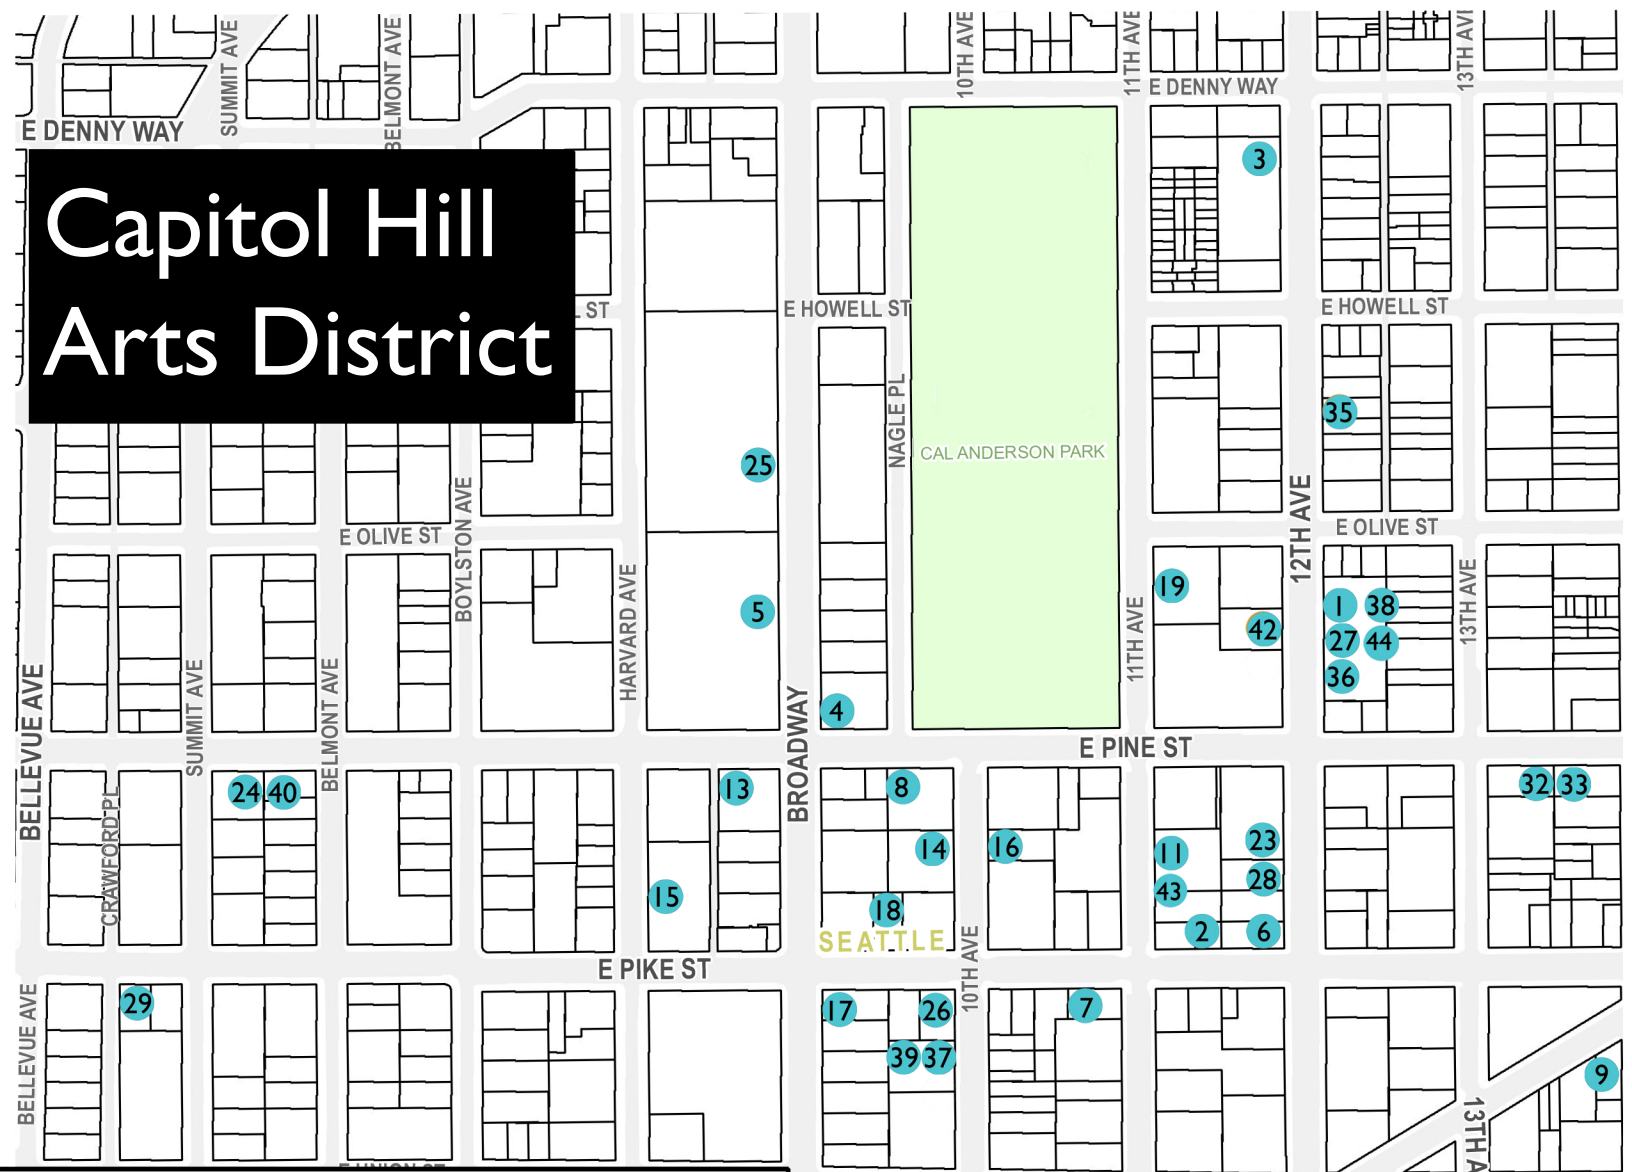 SUMMIT AVE
BELMONT AVE
10TH AVE
11TH AVE
13TH AVE
E DENNY WAY
E DENNY WAY
3
Capitol Hill
Arts District
ST
E HOWELL ST
E HOWELL ST
NAGLE PL
35
CAL ANDERSON PARK
25
12TH AVE
BOYLSTON AVE
E OLIVE ST
E OLIVE ST
HARVARD AVE
19
5
1 38
42
27 44
36
11TH AVE
13TH AVE
BELLEVUE AVE
SUMMIT AVE
BELMONT AVE
4
BROADWAY
E PINE ST
24 40
13
8
32 33
CRAWFORD PL
14
16
11
23
43
28
15
18
2
6
SEATTLE
E PIKE ST
10TH AVE
BELLEVUE AVE
29
17
26
7
39 37
9
13TH A
E UNION ST